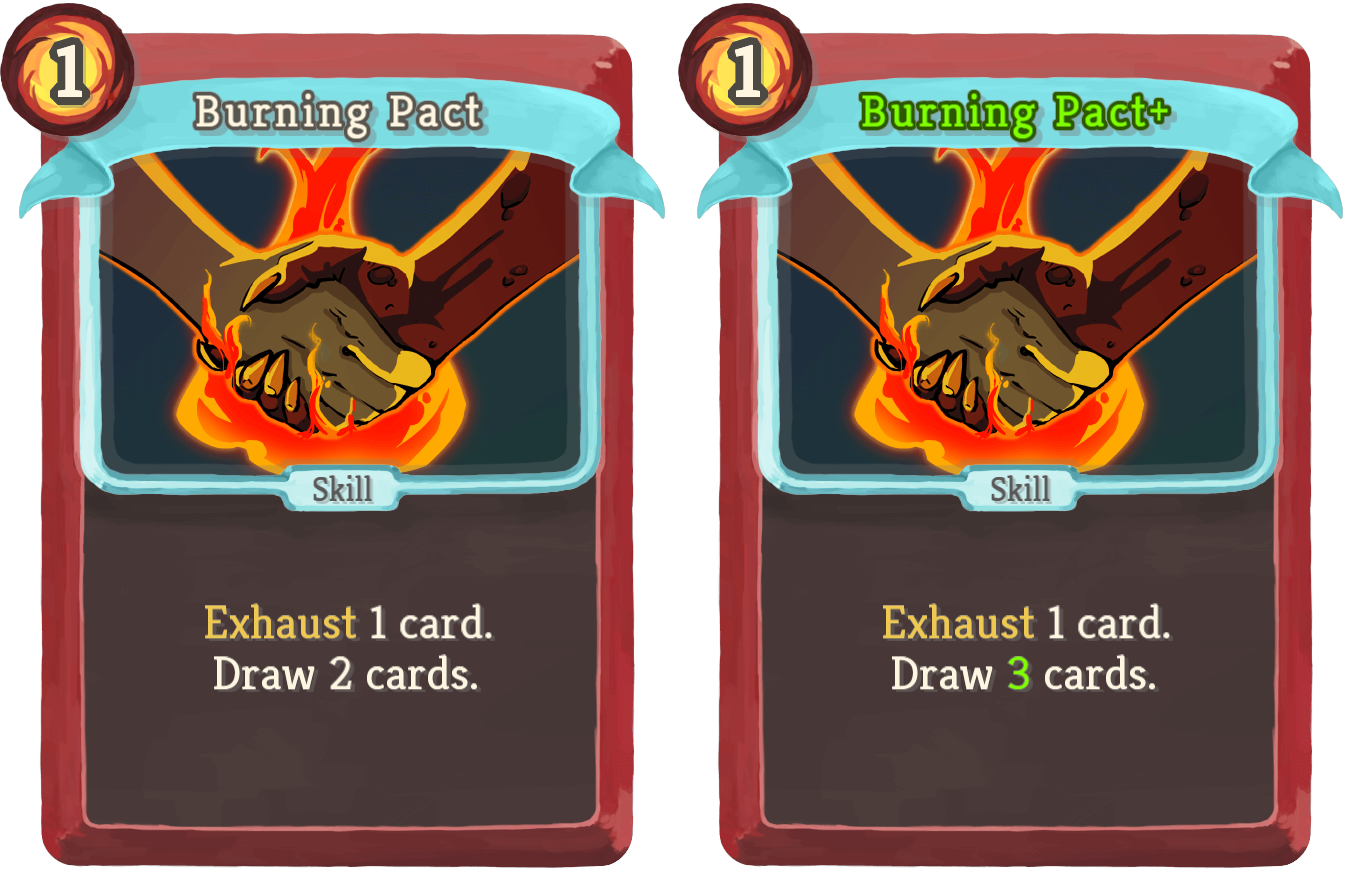 1
Burning Pact
Skill
Exhaust 1 card.
Draw 2 cards.
1
Burning Pact+
Skill
Exhaust 1 card.
Draw 3 cards.